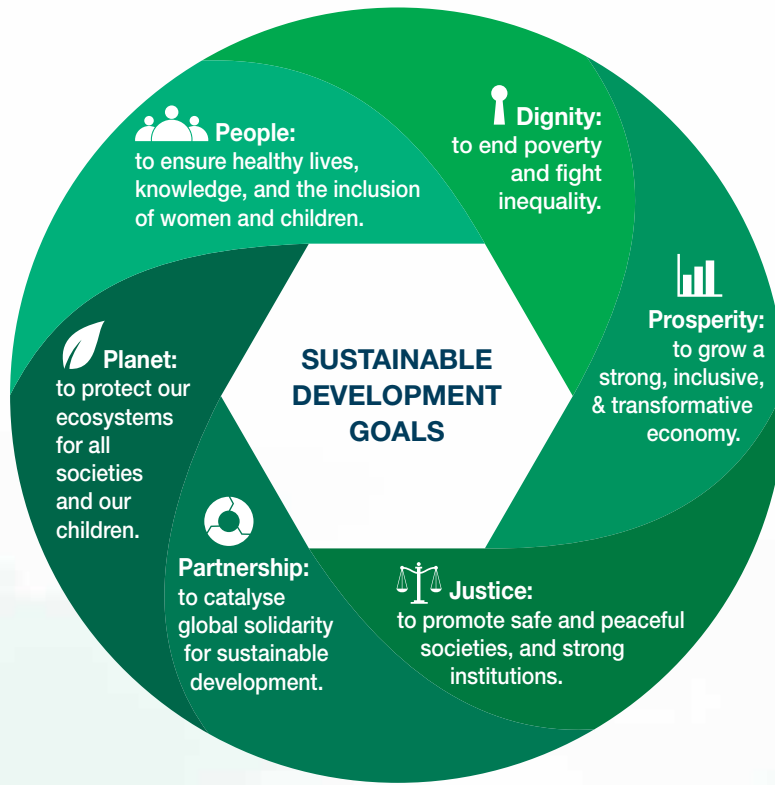 People:
to ensure healthy lives,
knowledge, and the inclusion
of women and children.
Dignity:
to end poverty
and fight
inequality.
Prosperity:
to grow a
strong, inclusive,
& transformative
economy.
Justice:
to promote safe and peaceful
societies, and strong
institutions.
Partnership:
to catalyse
global solidarity
for sustainable
development.
Planet:
to protect our
ecosystems
for all
societies
and our
children.
SUSTAINABLE
DEVELOPMENT
GOALS